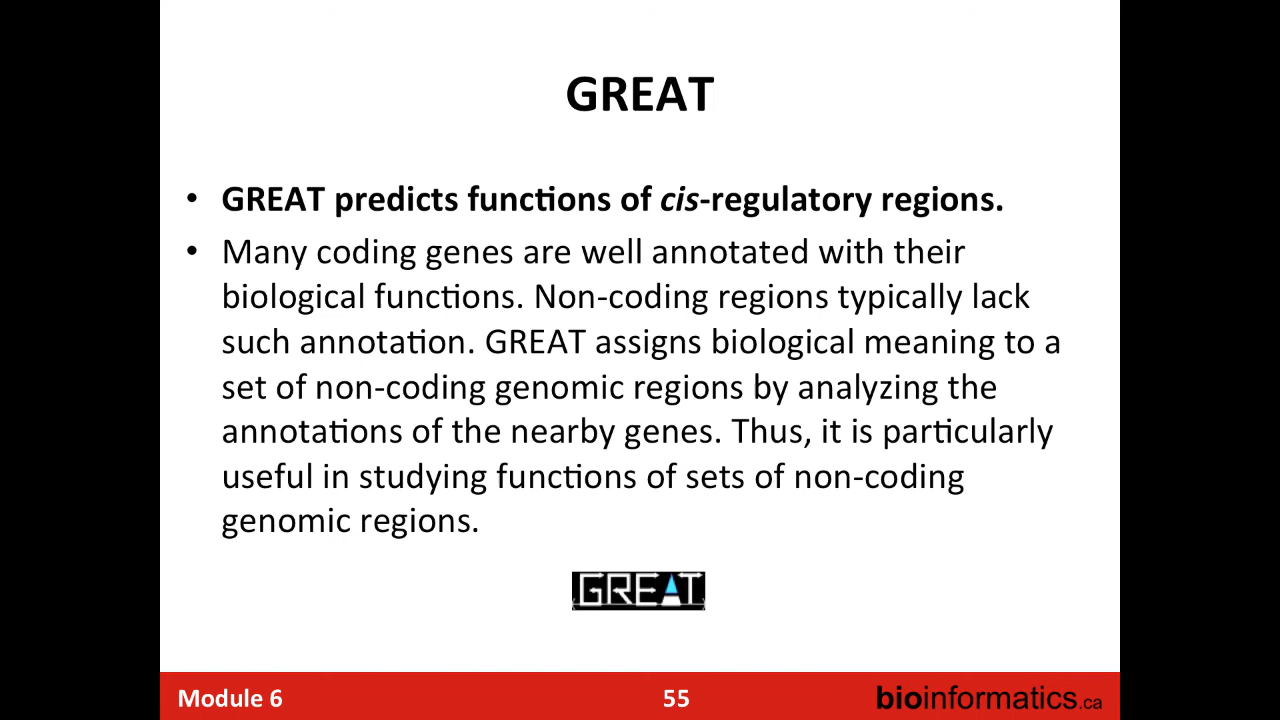 GREAT
• GREAT predicts functions of cis-regulatory regions.
• Many coding genes are well annotated with their
biological functions. Non-coding regions typically lack
such annotation. GREAT assigns biological meaning to a
set of non-coding genomic regions by analyzing the
annotations of the nearby genes. Thus, it is particularly
useful in studying functions of sets of non-coding
genomic regions.
GREAT
Module 6
55
bioinformatics.ca